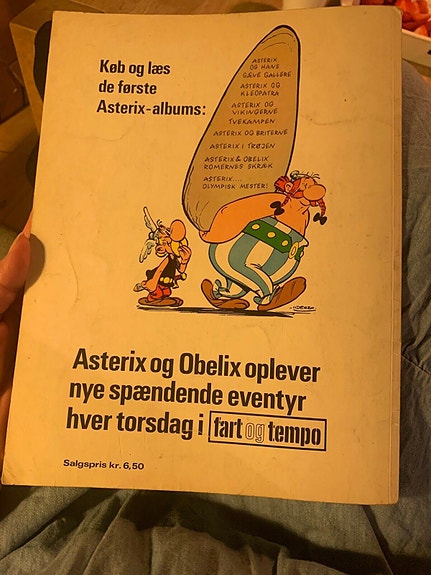 Køb og læs
de første
Asterix-albums:
ASTERIX
OG HANS
GÆVE GALLERE
ASTERIX OG
KLEOPATRA
ASTERIX OG
VIKINGERNE
TVEKAMPEN
ASTERIX OG BRITERNE
ASTERIX I TRØJEN
ASTERIX & OBELIX
ROMERNES SKRÆK
ASTERIX....
OLYMPISK MESTER!
Asterix og Obelix oplever
nye spændende eventyr
hver torsdag i fart og tempo
Salgspris kr. 6,50